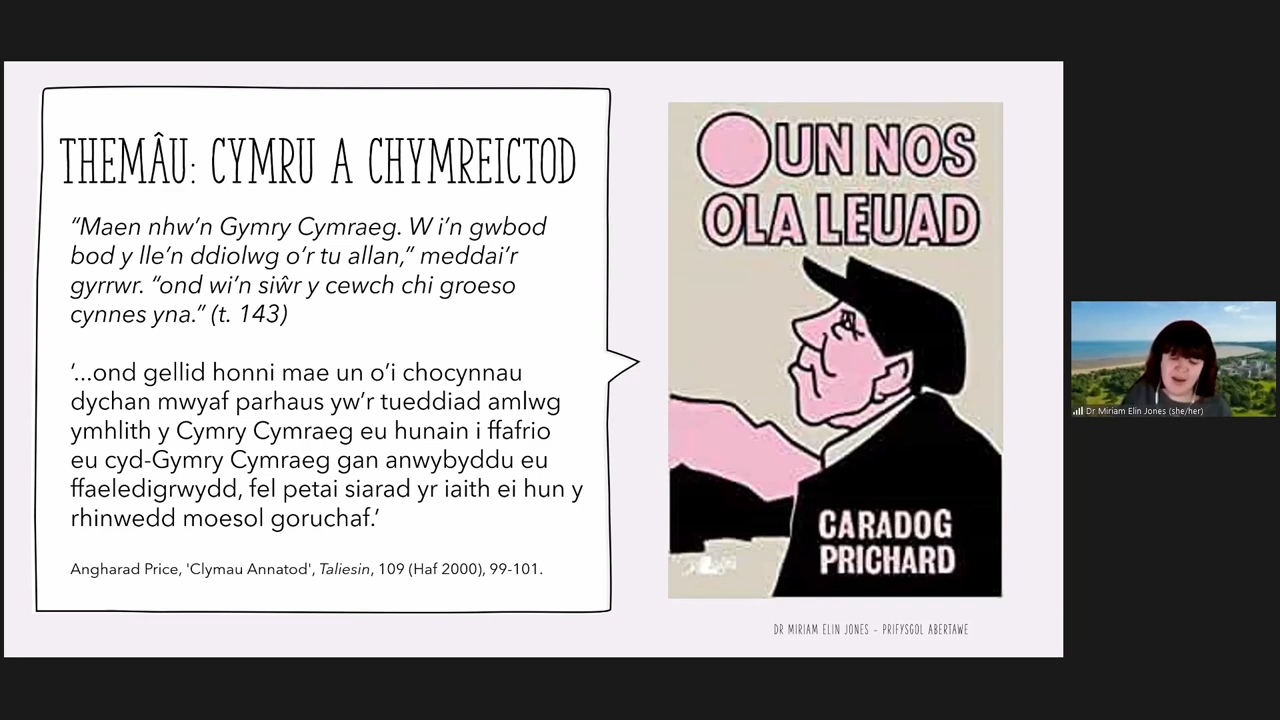 THEMÂU: CYMRU A CHYMREICTOD
“Maen nhw’n Gymry Cymraeg. W i’n gwbod
bod y lle’n ddiolwg o’r tu allan,“ meddai’r
gyrrwr. “ond wi’n siŵr y cewch chi groeso
cynnes yna.” (t. 143)
‘...ond gellid honni mae un o’i chocynnau
dychan mwyaf parhaus yw’r tueddiad amlwg
ymhlith y Cymry Cymraeg eu hunain i ffafrio
eu cyd-Gymry Cymraeg gan anwybyddu eu
ffaeledigrwydd, fel petai siarad yr iaith ei hun y
rhinwedd moesol goruchaf.’
Angharad Price, 'Clymau Annatod', Taliesin, 109 (Haf 2000), 99-101.
UN NOS
OLA LEUAD
CARADOG
PRICHARD
DR MIRIAM ELIN JONES - PRIFYSGOL ABERTAWE
Dr Miriam Elin Jones (she/her)